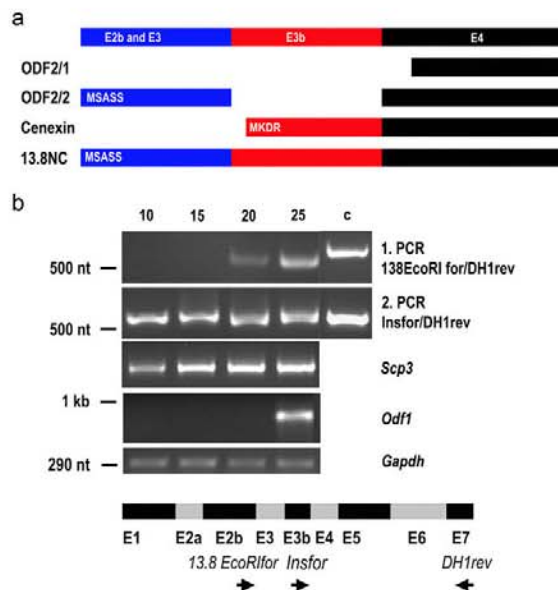 a
E2b and E3 E3b E4
ODF2/1
ODF2/2 MSASS
Cenexin MKDR
13.8NC MSASS
b
10 15 20 25 c
500 nt 1. PCR
138EcoRI for/DH1rev
500 nt 2. PCR
Insfor/DH1rev
Scp3
1 kb
Odf1
290 nt Gapdh
E1 E2a E2b E3 E3b E4 E5 E6 E7
13.8 EcoRIfor Insfor DH1rev